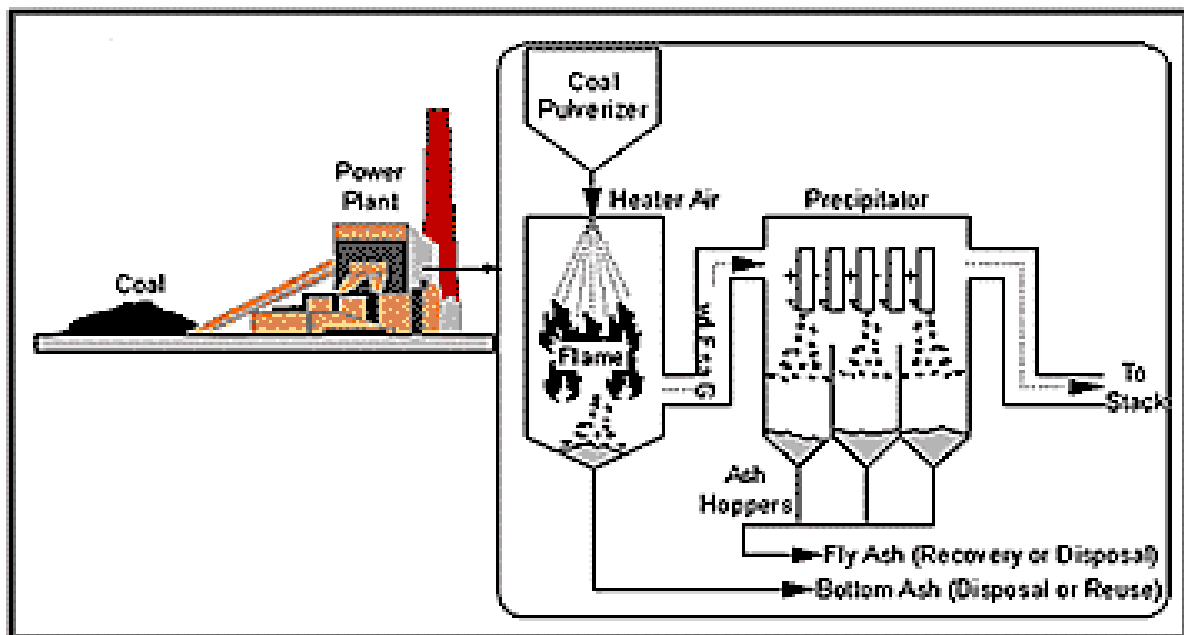 Coal
Pulverizer
Power
Plant
Heater Air
Precipitator
Coal
Flame
To
Stack
Ash
Hoppers
Fly Ash (Recovery or Disposal)
Bottom Ash (Disposal or Reuse)